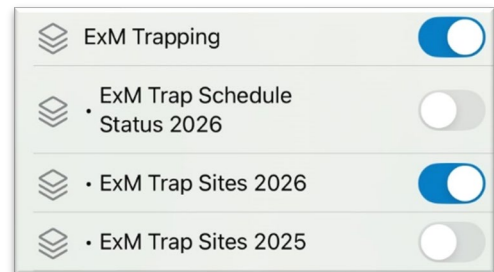 ExM Trapping
• ExM Trap Schedule
Status 2026
• ExM Trap Sites 2026
• ExM Trap Sites 2025